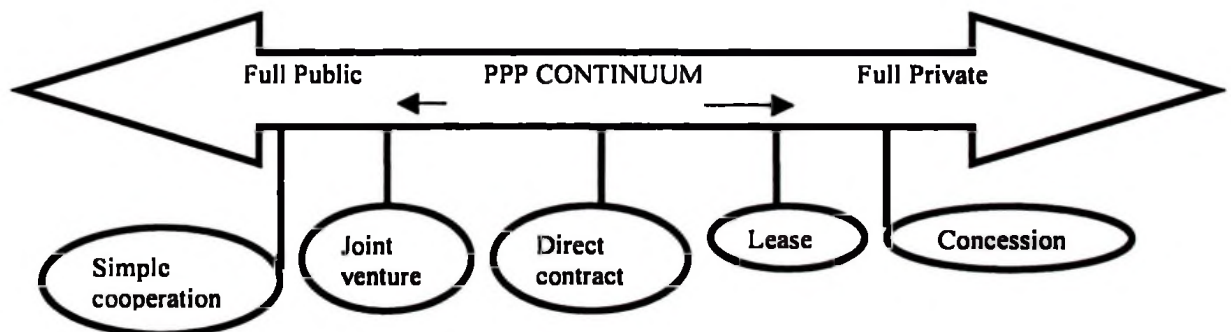 Full Public PPP CONTINUUM Full Private
Simple cooperation
Joint venture
Direct contract
Lease
Concession